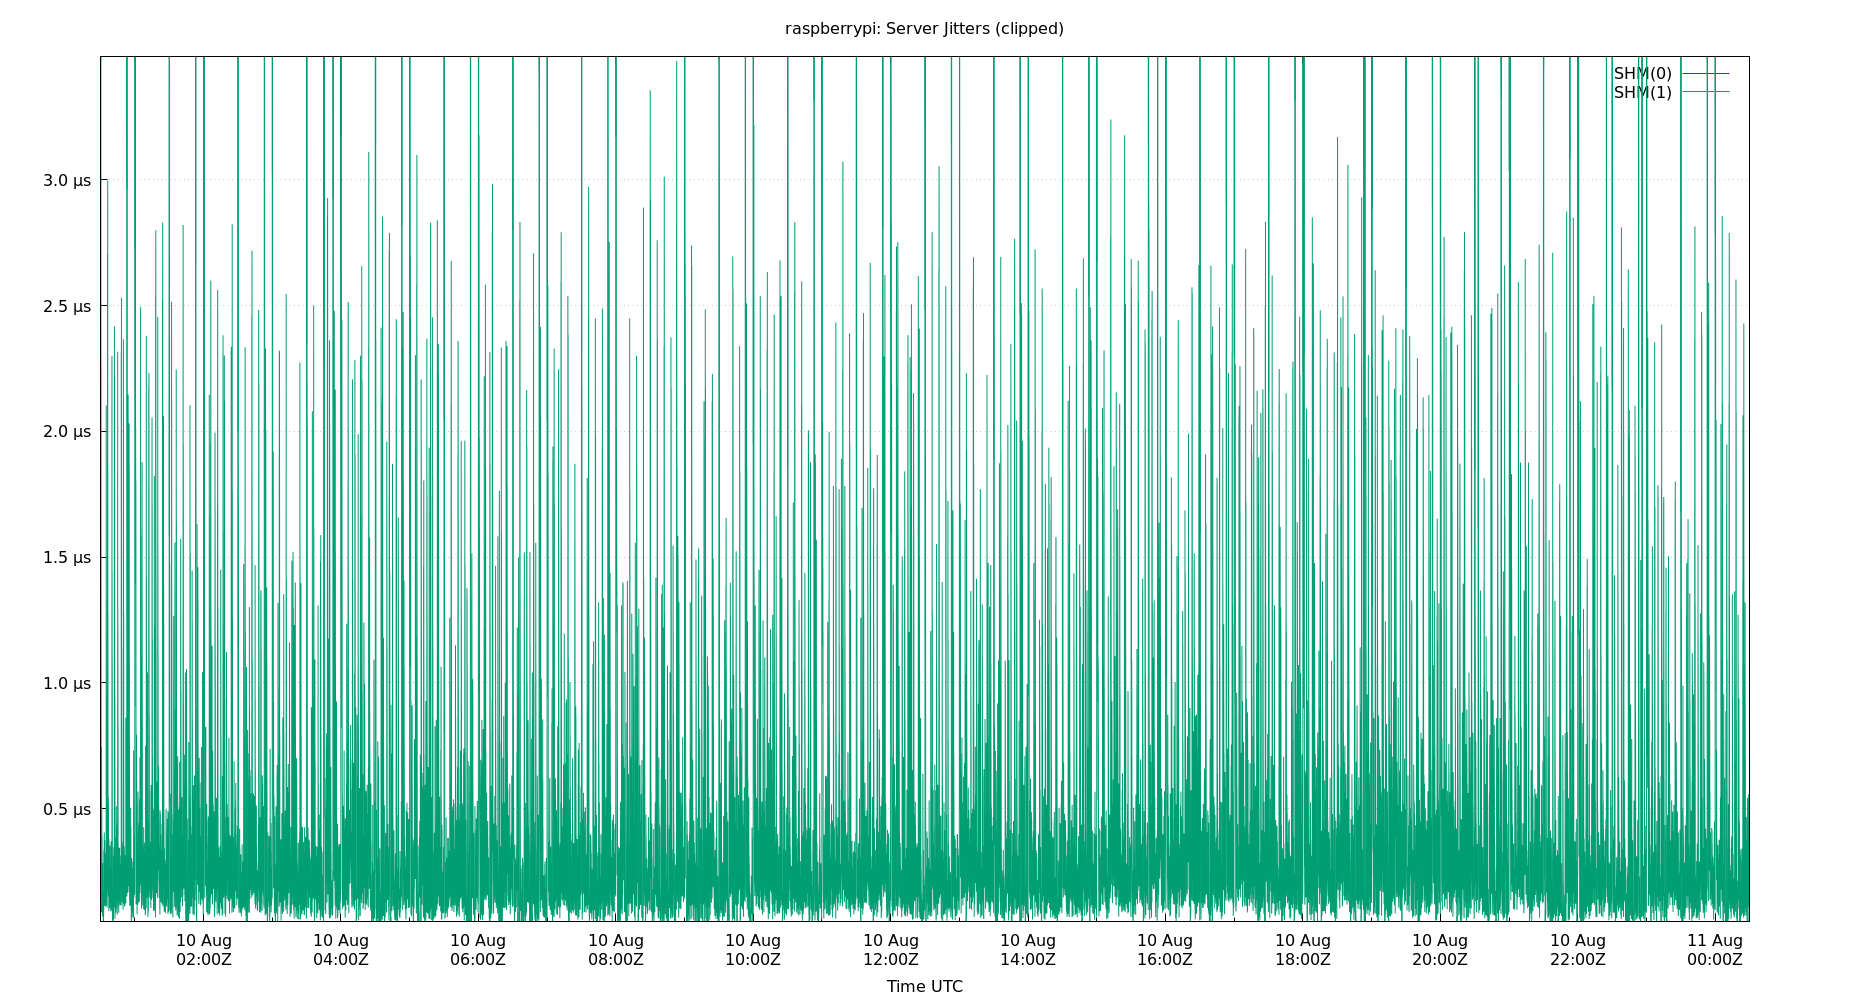 raspberrypi: Server Jitters (clipped)
SHM(0)
SHM(1)
3.0 µs
2.5 µs
2.0 µs
1.5 µs
1.0 µs
0.5 µs
10 Aug 10 Aug 10 Aug 10 Aug 10 Aug 10 Aug 10 Aug 10 Aug 10 Aug 10 Aug 10 Aug 11 Aug
02:00Z 04:00Z 06:00Z 08:00Z 10:00Z 12:00Z 14:00Z 16:00Z 18:00Z 20:00Z 22:00Z 00:00Z
Time UTC